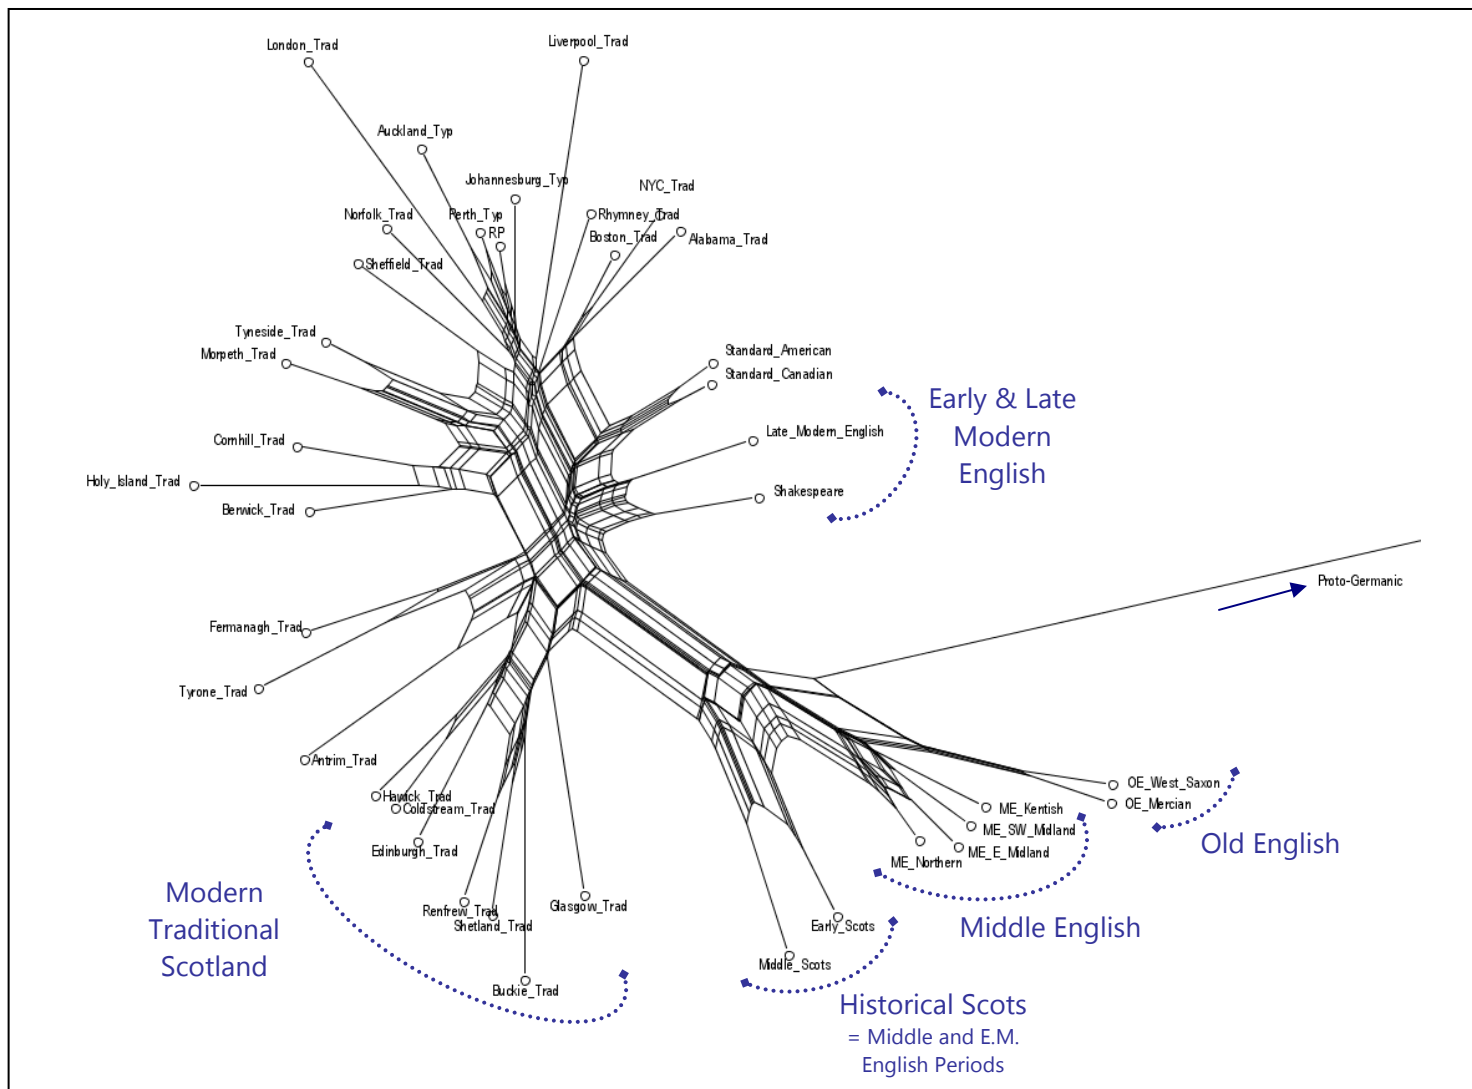 London_Trad
Liverpool_Trad
Auckland_Typ
Johannesburg_Typ
NYC_Trad
Norfolk_Trad
Perth_Typ
Rhymney_Trad
RP
Boston_Trad
Alabama_Trad
Sheffield_Trad
Tyneside_Trad
Morpeth_Trad
Standard_American
Standard_Canadian
Early & Late
Modern
English
Late_Modern_English
Cornhill_Trad
Holy_Island_Trad
Shakespeare
Berwick_Trad
Proto-Germanic
Fermanagh_Trad
Tyrone_Trad
Antrim_Trad
Hawick_Trad
Coldstream_Trad
Edinburgh_Trad
OE_West_Saxon
OE_Mercian
Old English
ME_Kentish
ME_SW_Midland
ME_E_Midland
ME_Northern
Middle English
Modern
Traditional
Scotland
Renfrew_Trad
Shetland_Trad
Glasgow_Trad
Buckie_Trad
Early_Scots
Middle_Scots
Historical Scots
= Middle and E.M.
English Periods